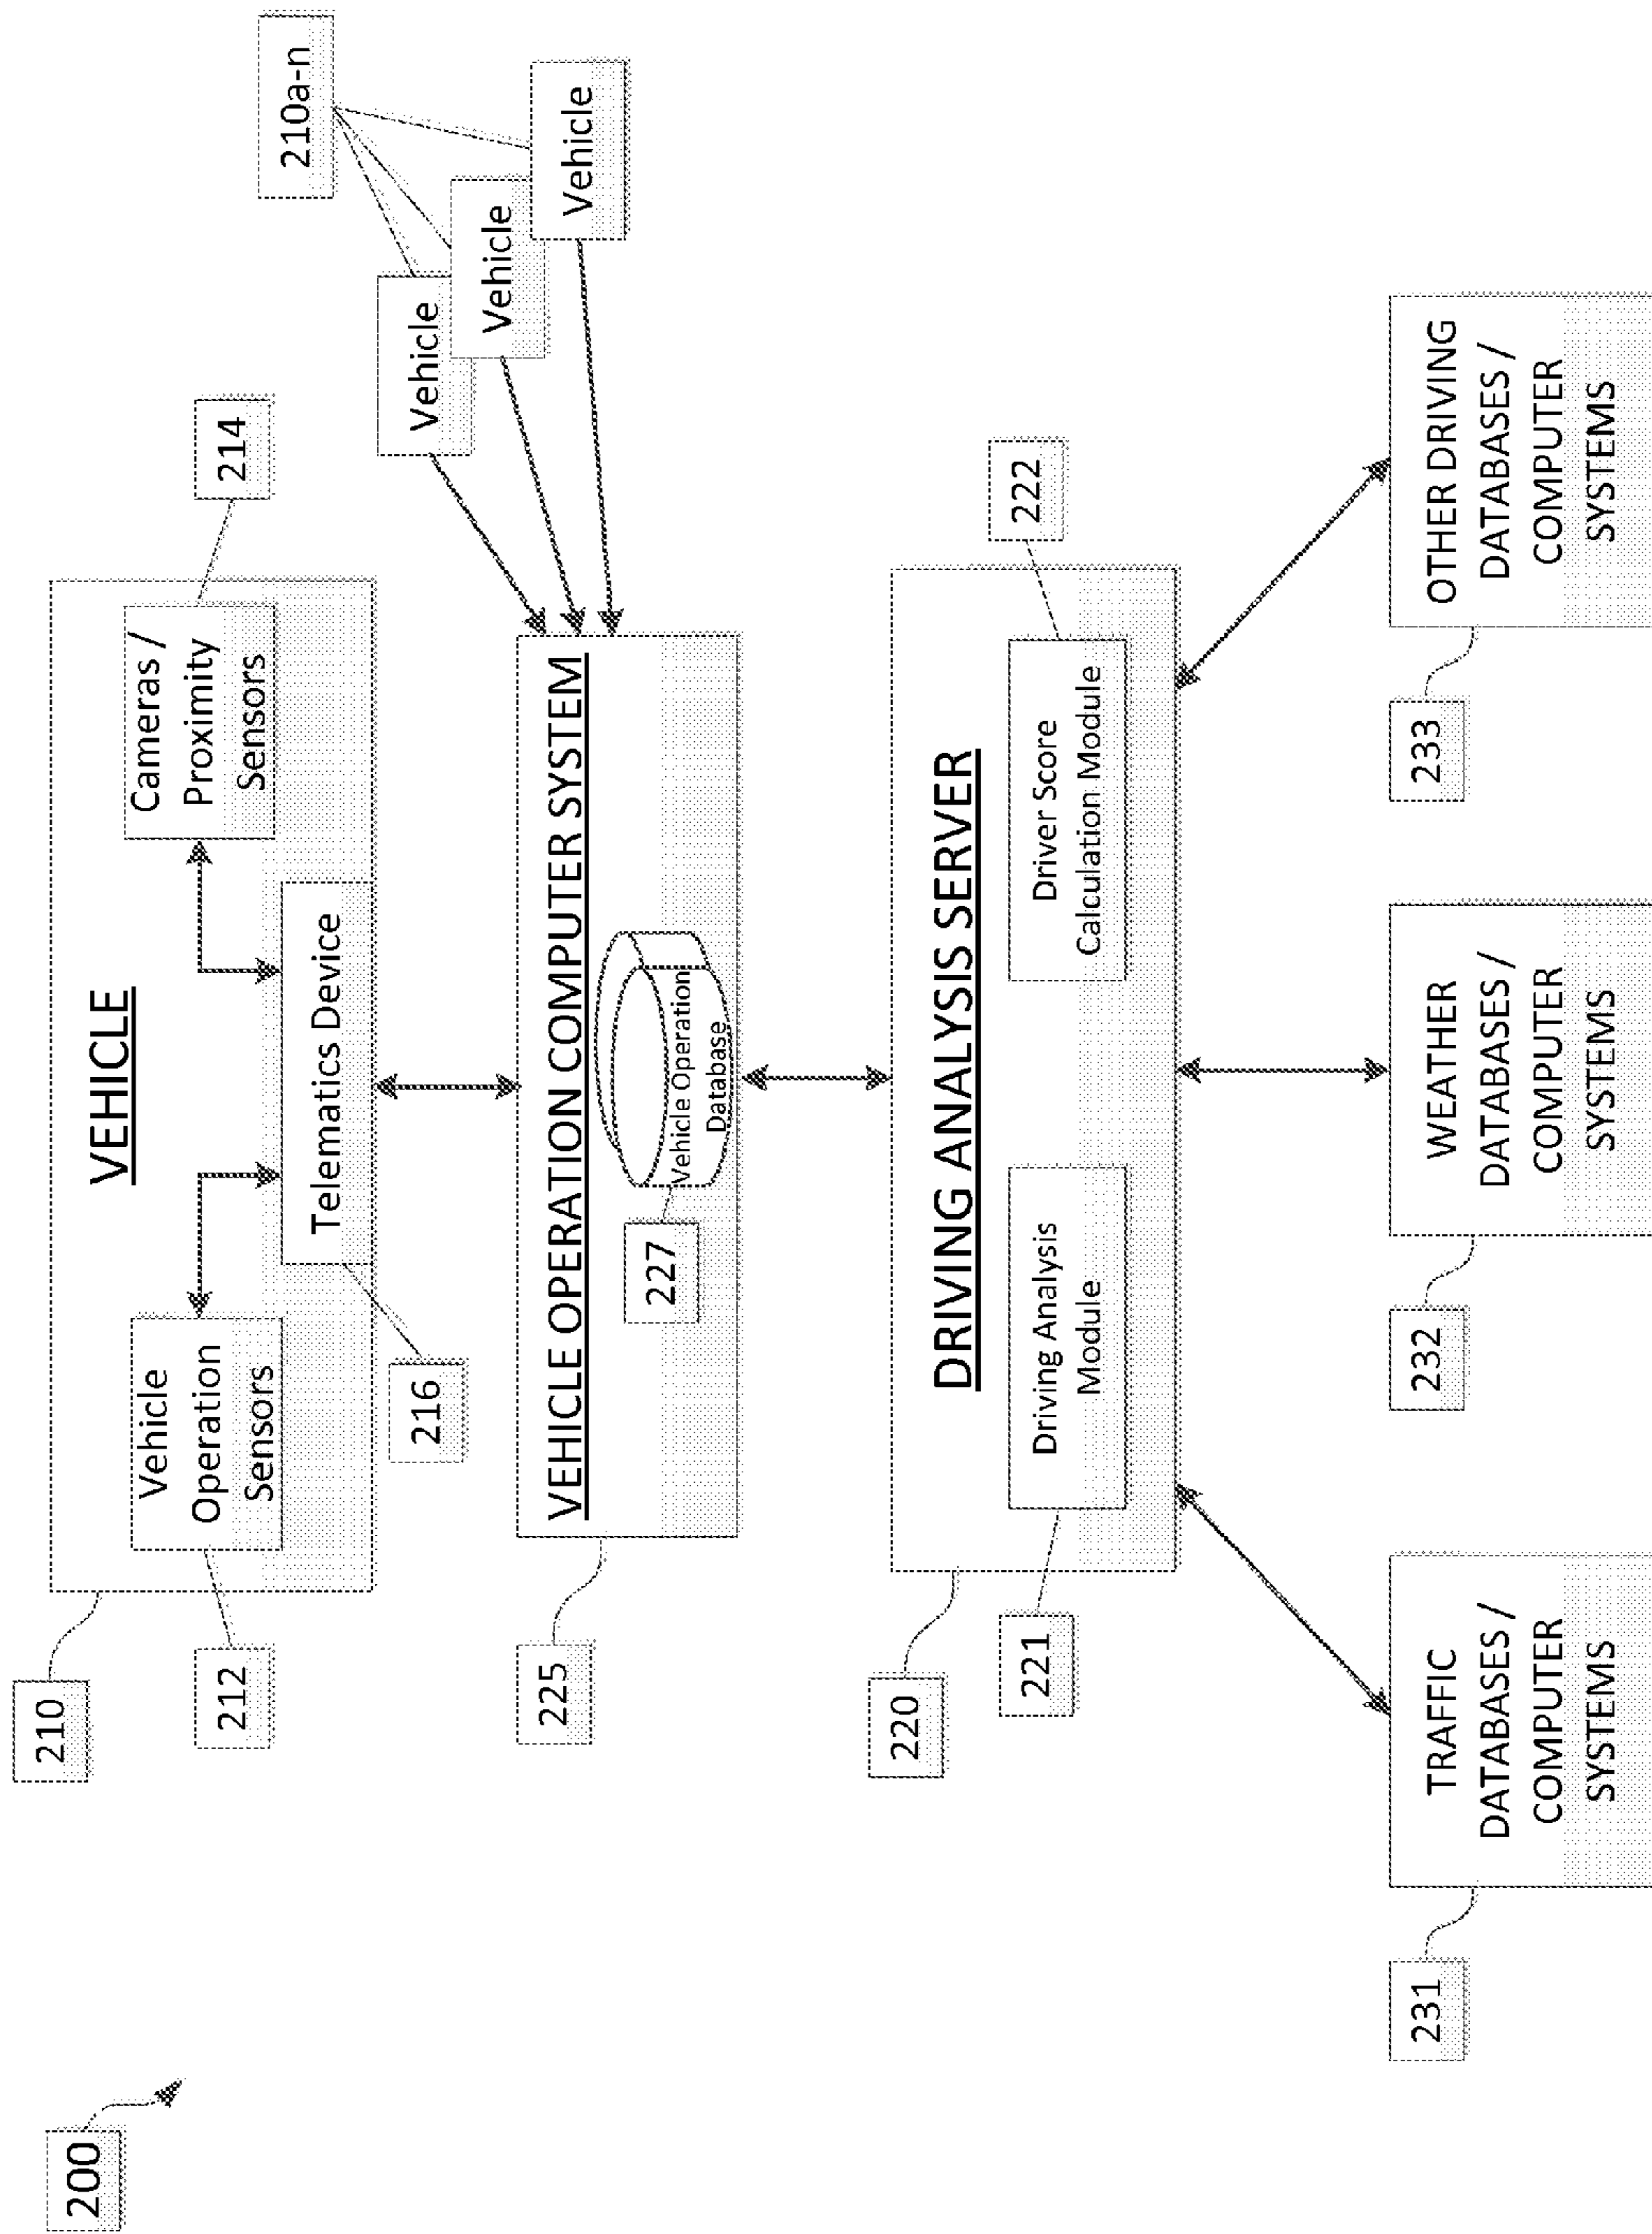 200
210
VEHICLE
212
Vehicle
Operation
Sensors
Cameras /
Proximity
Sensors
214
Telematics Device
216
210a-n
Vehicle
Vehicle
Vehicle
225
VEHICLE OPERATION COMPUTER SYSTEM
227
Vehicle Operation
Database
220
DRIVING ANALYSIS SERVER
221
Driving Analysis
Module
Driver Score
Calculation Module
222
231
TRAFFIC
DATABASES /
COMPUTER
SYSTEMS
232
WEATHER
DATABASES /
COMPUTER
SYSTEMS
233
OTHER DRIVING
DATABASES /
COMPUTER
SYSTEMS